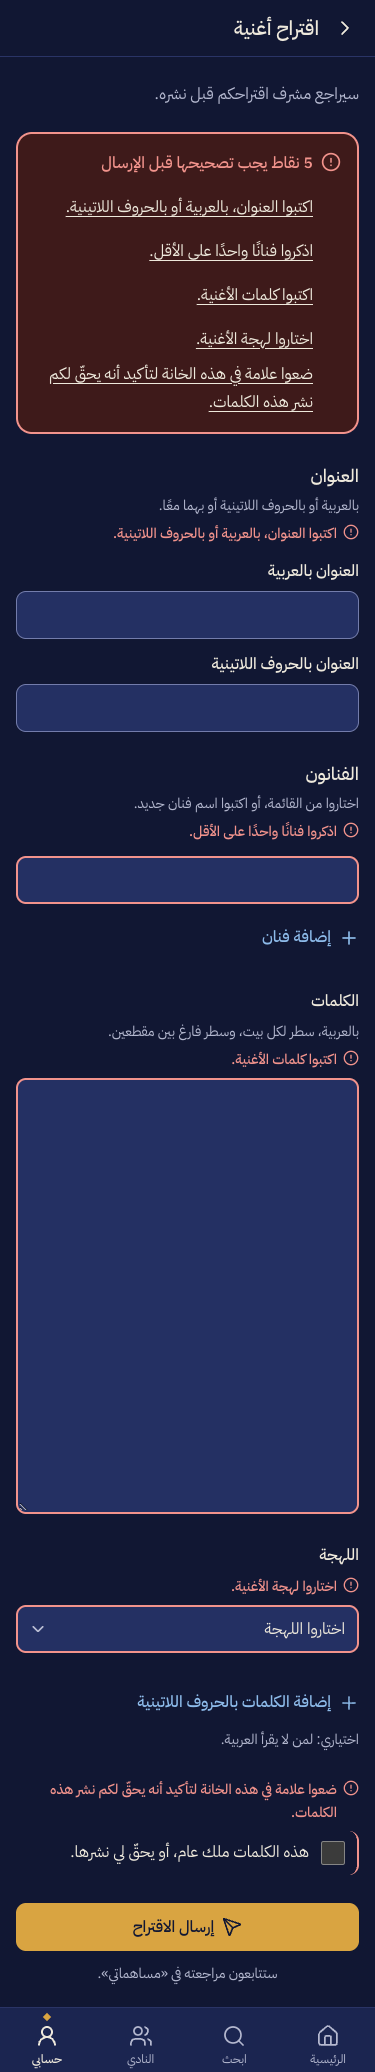 اقتراح أغنية
سيراجع مشرف اقتراحكم قبل نشره.
5 نقاط يجب تصحيحها قبل الإرسال
اكتبوا العنوان، بالعربية أو بالحروف اللاتينية.
اذكروا فنانًا واحدًا على الأقل.
اكتبوا كلمات الأغنية.
اختاروا لهجة الأغنية.
ضعوا علامة في هذه الخانة لتأكيد أنه يحقّ لكم
نشر هذه الكلمات.
العنوان
بالعربية أو بالحروف اللاتينية أو بهما معًا.
اكتبوا العنوان، بالعربية أو بالحروف اللاتينية.
العنوان بالعربية
العنوان بالحروف اللاتينية
الفنانون
اختاروا من القائمة، أو اكتبوا اسم فنان جديد.
اذكروا فنانًا واحدًا على الأقل.
إضافة فنان
الكلمات
بالعربية، سطر لكل بيت، وسطر فارغ بين مقطعين.
اكتبوا كلمات الأغنية.
اللهجة
اختاروا لهجة الأغنية.
اختاروا اللهجة
إضافة الكلمات بالحروف اللاتينية
اختياري: لمن لا يقرأ العربية.
ضعوا علامة في هذه الخانة لتأكيد أنه يحقّ لكم نشر هذه
الكلمات.
هذه الكلمات ملك عام، أو يحقّ لي نشرها.
إرسال الاقتراح
ستتابعون مراجعته في «مساهماتي».
الرئيسية
ابحث
النادي
حسابي